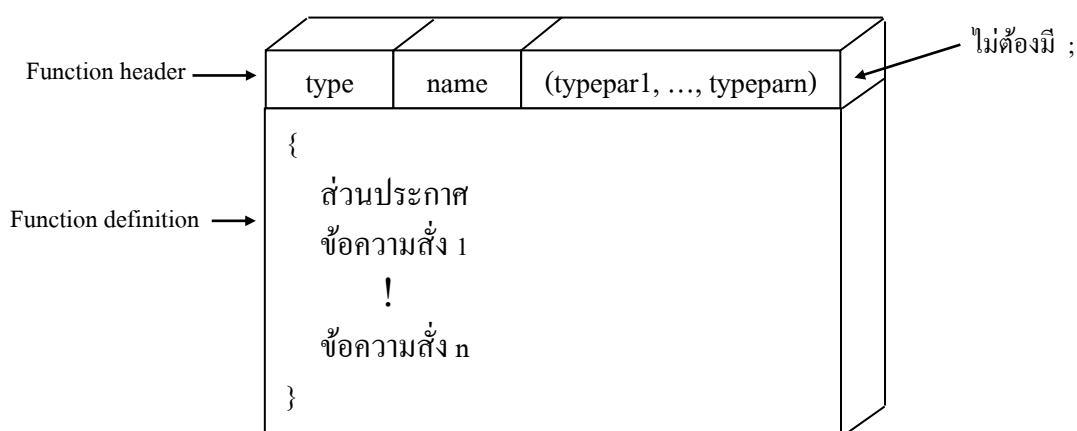 ไม่ต้องมี ;
Function header
type name (typepar1, …, typeparn)
{
ส่วนประกาศ
Function definition
ข้อความสั่ง 1
!
ข้อความสั่ง n
}